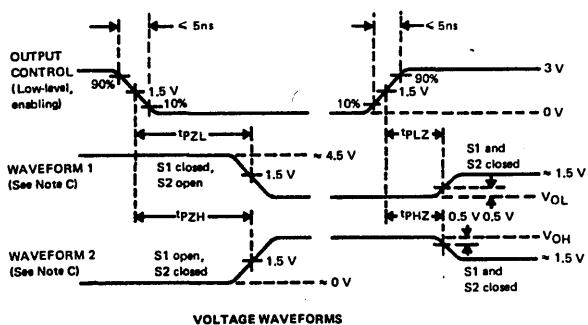 < 5ns
< 5ns
OUTPUT
CONTROL
(Low-level,
enabling)
90%
1.5 V
10%
90%
1.5 V
10%
3 V
0 V
tPZL
tPLZ
WAVEFORM 1
(See Note C)
S1 closed,
S2 open
1.5 V
≈ 4.5 V
S1 and
S2 closed
≈ 1.5 V
VOL
tPZH
tPHZ
0.5 V 0.5 V
WAVEFORM 2
(See Note C)
S1 open,
S2 closed
1.5 V
≈ 0 V
VOH
≈ 1.5 V
S1 and
S2 closed
VOLTAGE WAVEFORMS